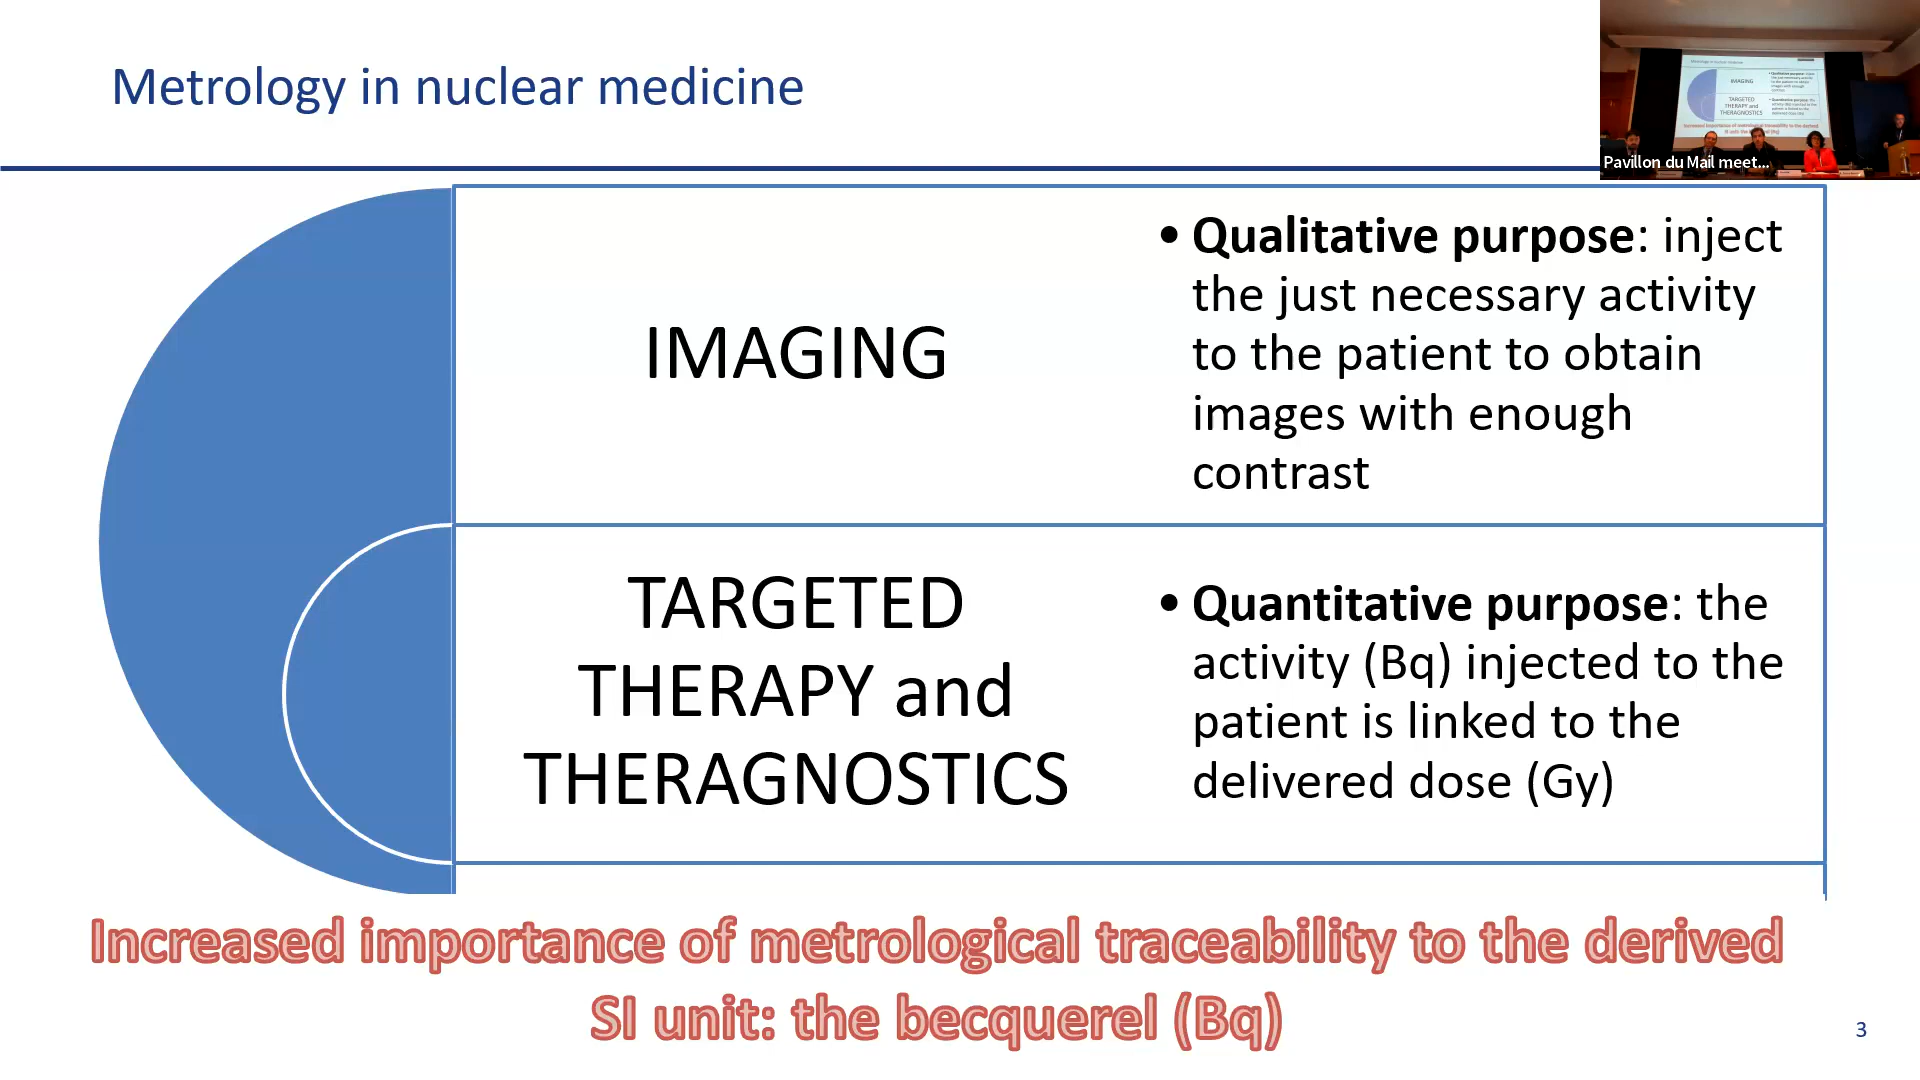 Metrology in nuclear medicine
Pavillon du Mail meet...
IMAGING
• Qualitative purpose: inject
the just necessary activity
to the patient to obtain
images with enough
contrast
TARGETED
THERAPY and
THERAGNOSTICS
• Quantitative purpose: the
activity (Bq) injected to the
patient is linked to the
delivered dose (Gy)
Increased importance of metrological traceability to the derived
SI unit: the becquerel (Bq)
3